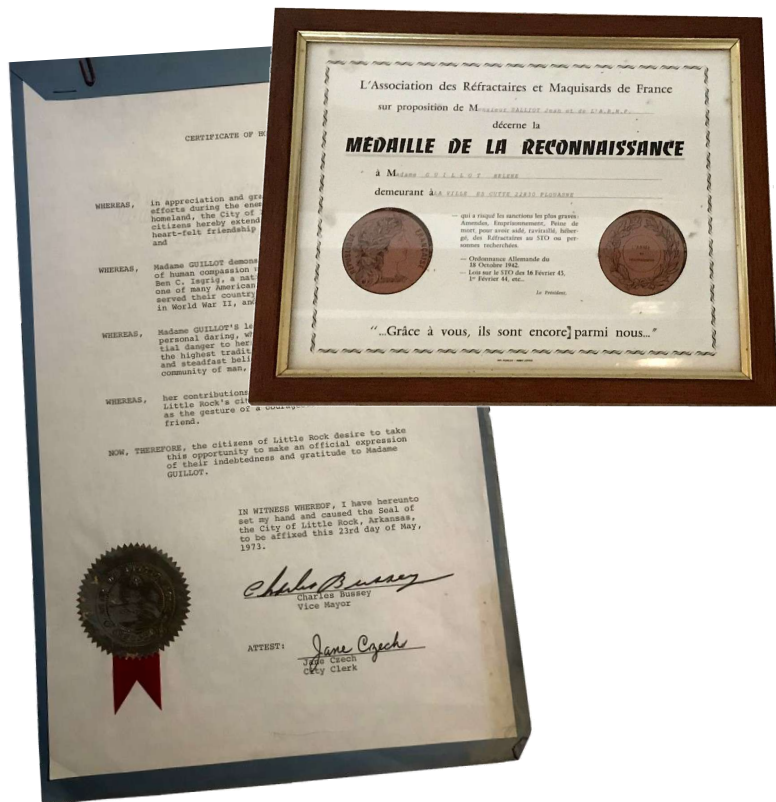 CERTIFICATE OF HO
WHEREAS, in appreciation and gra
efforts during the enem
homeland, the City of
citizens hereby extend
heart-felt friendship
and
WHEREAS, Madame GUILLOT demons
of human compassion
Ben C. Isgrig, a nati
one of many American
served their country
in World War II, and
WHEREAS, Madame GUILLOT's le
personal daring, wh
tial danger to her
the highest tradit
and steadfast beli
community of man,
WHEREAS, her contributions
Little Rock's cit
as the gesture of a courage
friend.
NOW, THEREFORE, the citizens of Little Rock desire to take
this opportunity to make an official expression
of their indebtedness and gratitude to Madame
GUILLOT.
IN WITNESS WHEREOF, I have hereunto
set my hand and caused the Seal of
the City of Little Rock, Arkansas,
to be affixed this 23rd day of May,
1973.
Charles Bussey
Charles Bussey
Vice Mayor
ATTEST: Jane Czech
Jane Czech
City Clerk
L'Association des Réfractaires et Maquisards de France
sur proposition de Monsieur VALLIOT Jean
décerne la
MÉDAILLE DE LA RECONNAISSANCE
à Madame GUILLOT HELENE
demeurant à
— qui a risqué les sanctions les plus graves:
Amendes, Emprisonnement, Peine de
mort, pour avoir aidé, ravitaillé, héber-
gé, des Réfractaires au STO ou per-
sonnes recherchées.
— Ordonnance Allemande du
18 Octobre 1942.
— Lois sur le STO des 16 Février 43,
1er Février 44, etc..
Le Président,
"...Grâce à vous, ils sont encore parmi nous..."